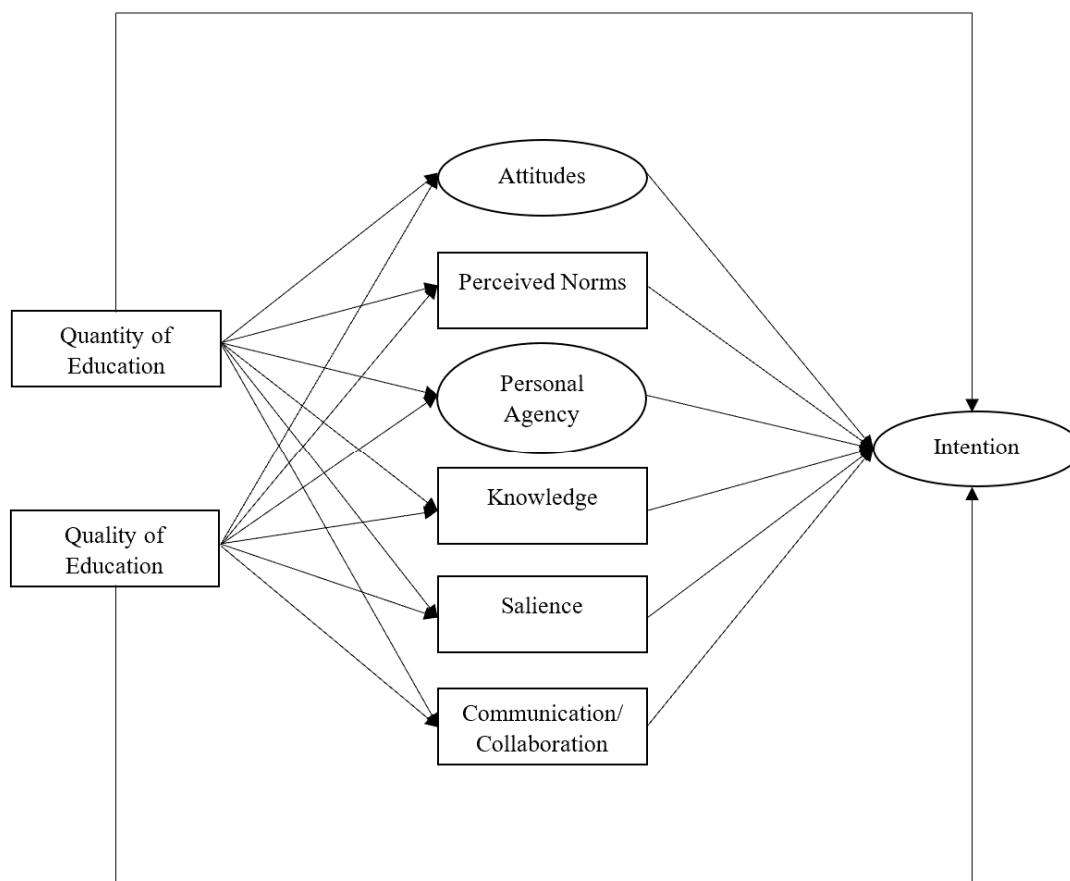 Attitudes
Perceived Norms
Quantity of
Education
Personal
Agency
Intention
Knowledge
Quality of
Education
Salience
Communication/
Collaboration